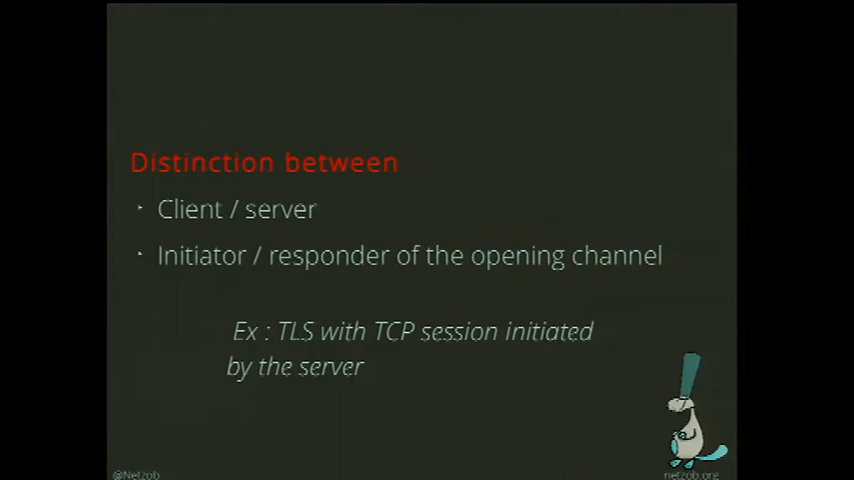 Distinction between
Client / server
Initiator / responder of the opening channel
Ex : TLS with TCP session initiated
by the server
@Netzob
netzob.org